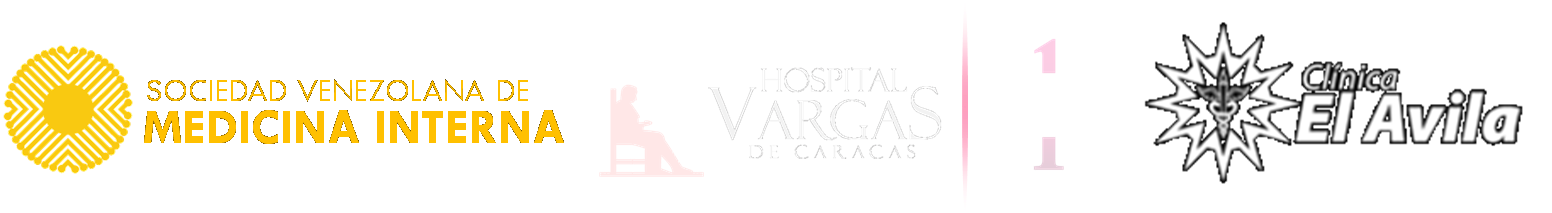 SOCIEDAD VENEZOLANA DE
MEDICINA INTERNA
HOSPITAL
VARGAS
DE CARACAS
1
Clínica
El Avila